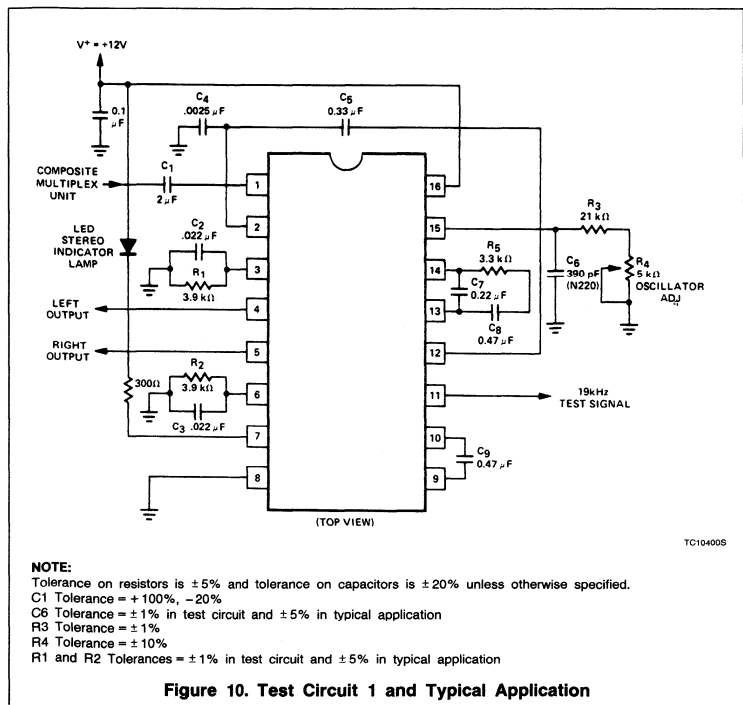 V+ = +12V
0.1
µF
C4
.0025 µF
C5
0.33 µF
COMPOSITE
MULTIPLEX
UNIT
C1
2 µF
1
16
2
15
R3
21 kΩ
LED
STEREO
INDICATOR
LAMP
C2
.022 µF
R1
3.9 kΩ
3
14
R5
3.3 kΩ
C7
0.22 µF
C6
390 pF
(N220)
R4
5 kΩ
OSCILLATOR
ADJ
LEFT
OUTPUT
4
13
C8
0.47 µF
RIGHT
OUTPUT
5
12
300Ω
R2
3.9 kΩ
C3 .022 µF
6
11
19kHz
TEST SIGNAL
7
10
C9
0.47 µF
8
9
(TOP VIEW)
TC10400S
NOTE:
Tolerance on resistors is ±5% and tolerance on capacitors is ±20% unless otherwise specified.
C1 Tolerance = +100%, −20%
C6 Tolerance = ±1% in test circuit and ±5% in typical application
R3 Tolerance = ±1%
R4 Tolerance = ±10%
R1 and R2 Tolerances = ±1% in test circuit and ±5% in typical application
Figure 10. Test Circuit 1 and Typical Application